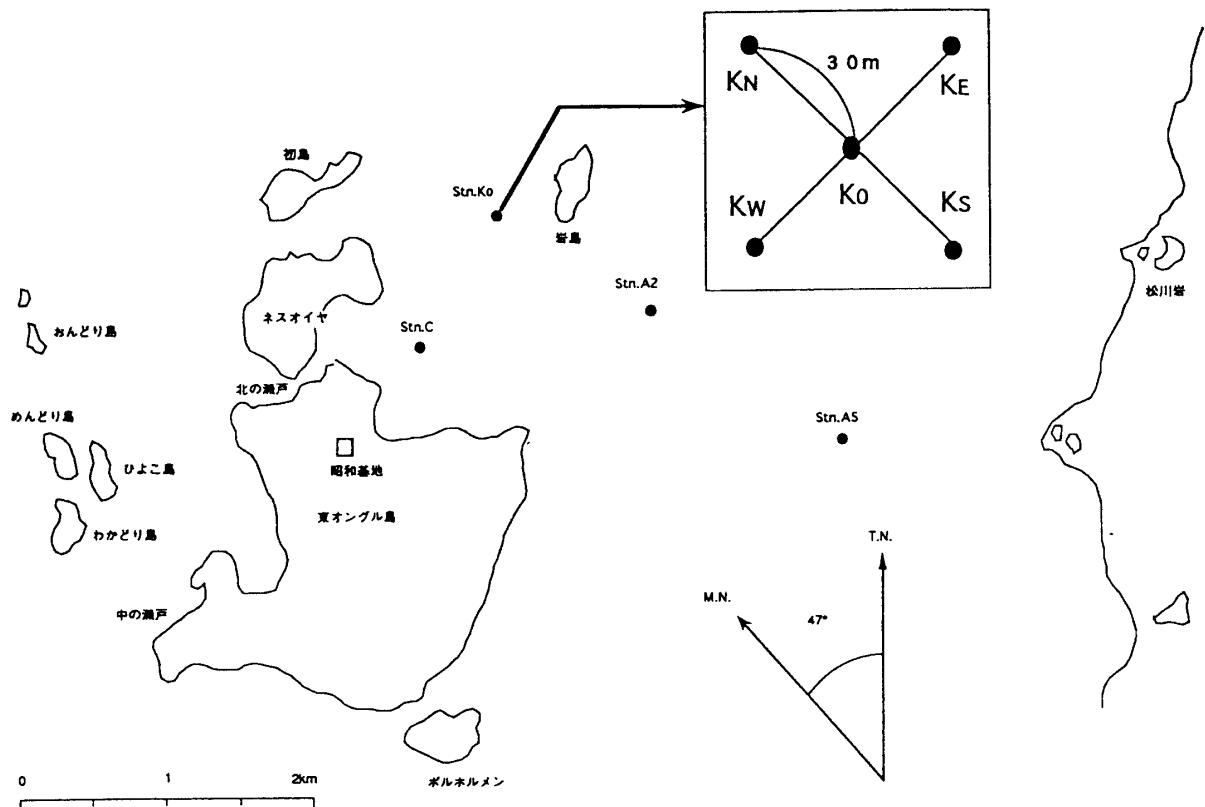 ３０m
KN
KE
K0
KW
KS
初島
Stn.K0
岩島
Stn.A2
松川岩
ネスオイヤ
おんどり島
Stn.C
北の瀬戸
めんどり島
Stn.A5
昭和基地
ひよこ島
東オングル島
わかどり島
T.N.
M.N.
47°
中の瀬戸
ボルホルメン
0 1 2km